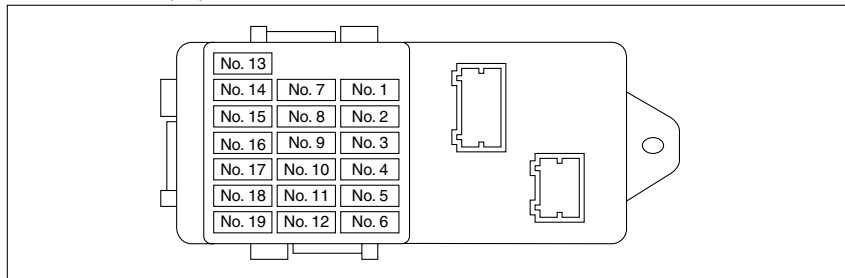 No. 13
No. 14 No. 7 No. 1
No. 15 No. 8 No. 2
No. 16 No. 9 No. 3
No. 17 No. 10 No. 4
No. 18 No. 11 No. 5
No. 19 No. 12 No. 6